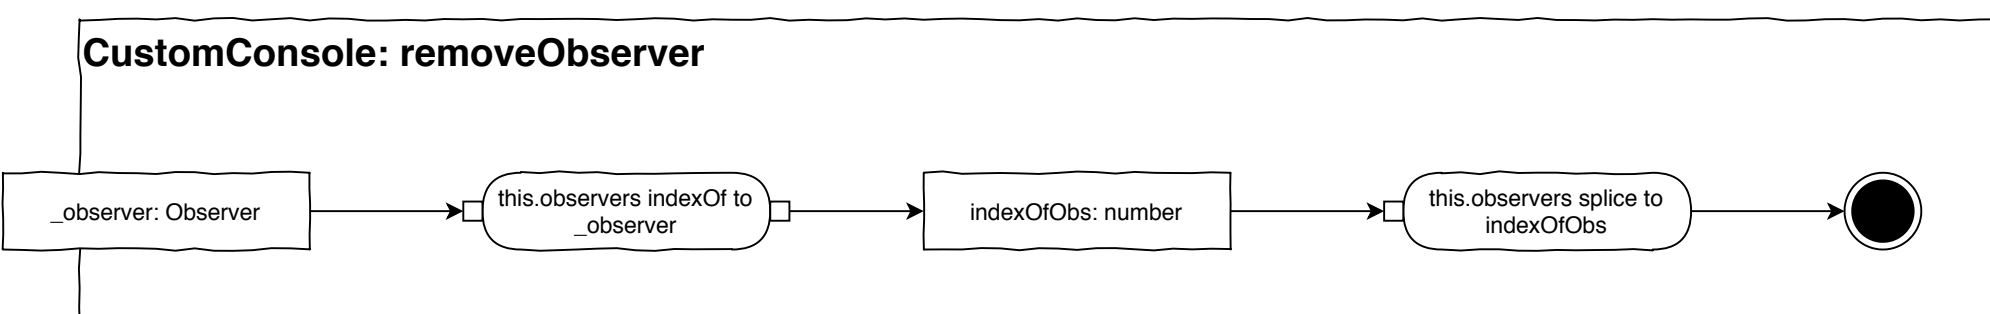 CustomConsole: removeObserver
_observer: Observer
this.observers indexOf to
_observer
indexOfObs: number
this.observers splice to
indexOfObs